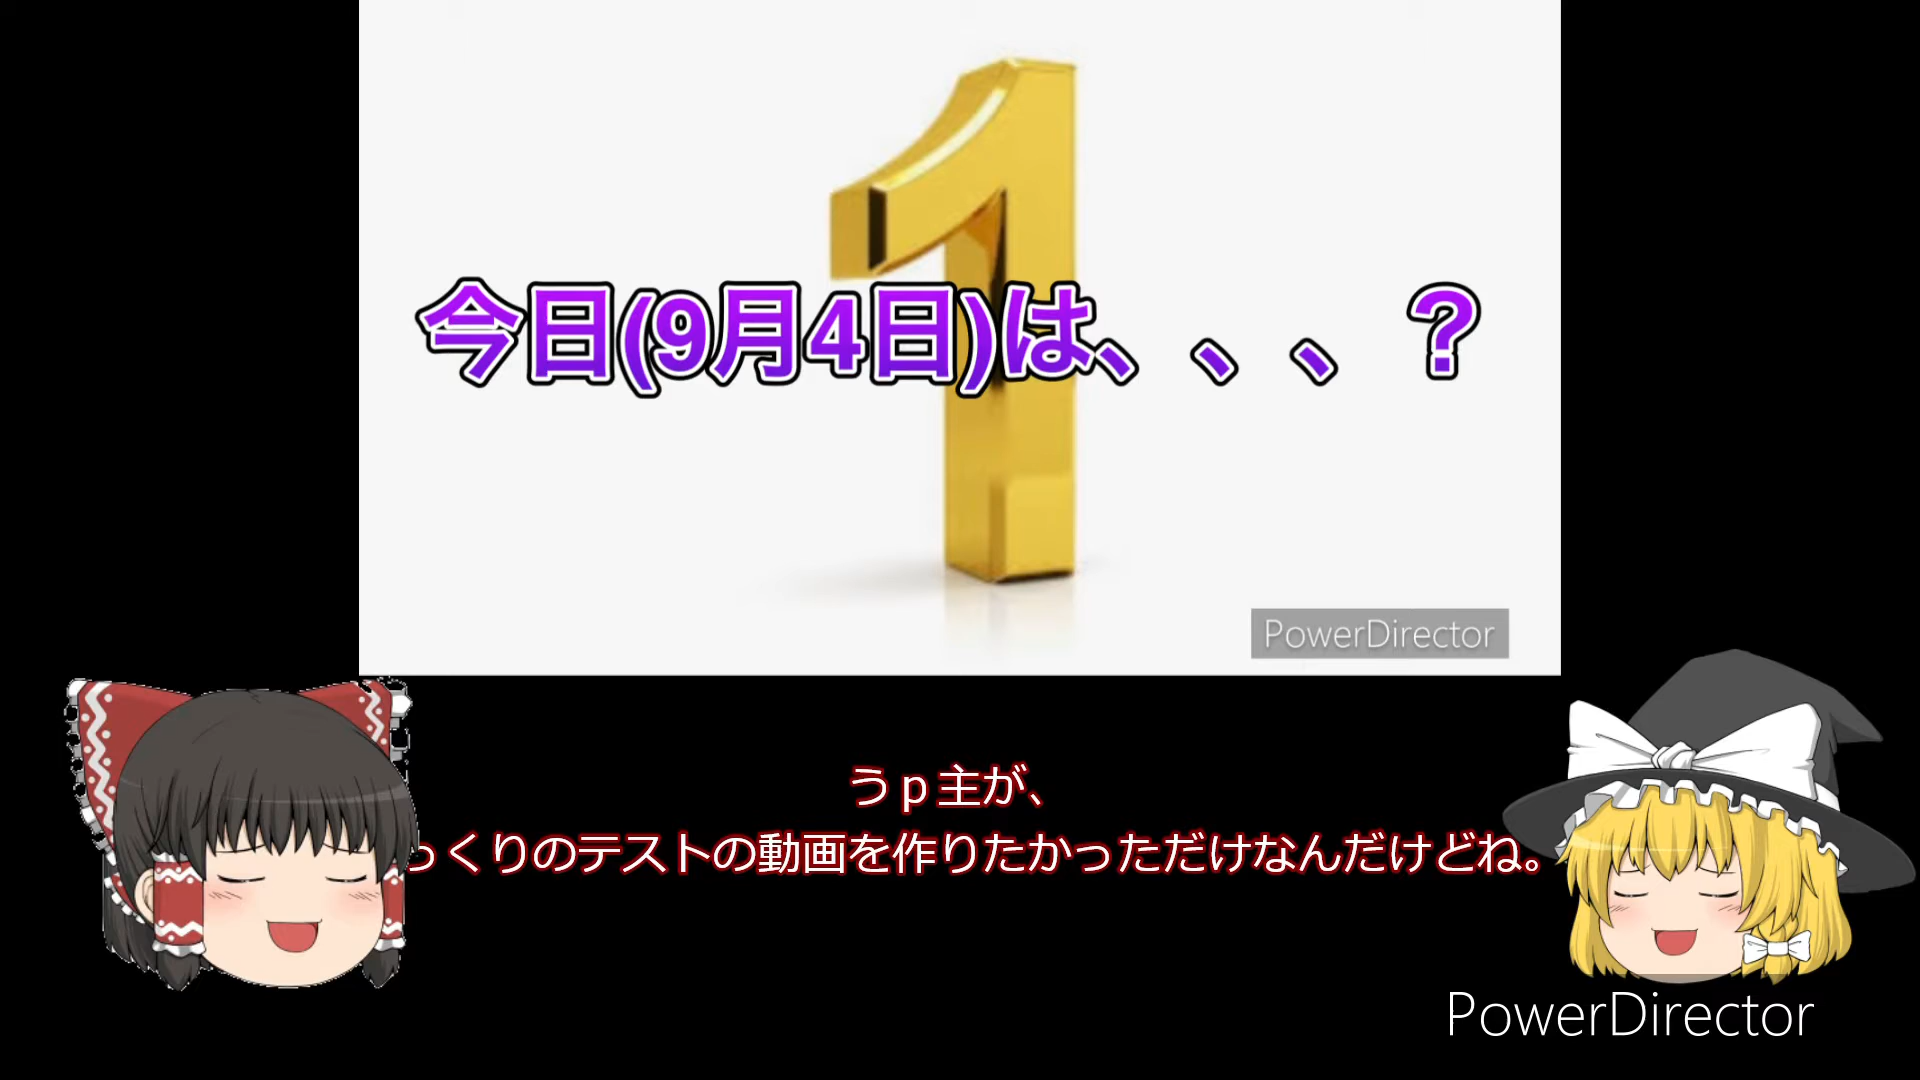 今日(9月4日)は、、、？
PowerDirector
うｐ主が、
っくりのテストの動画を作りたかっただけなんだけどね。
PowerDirector